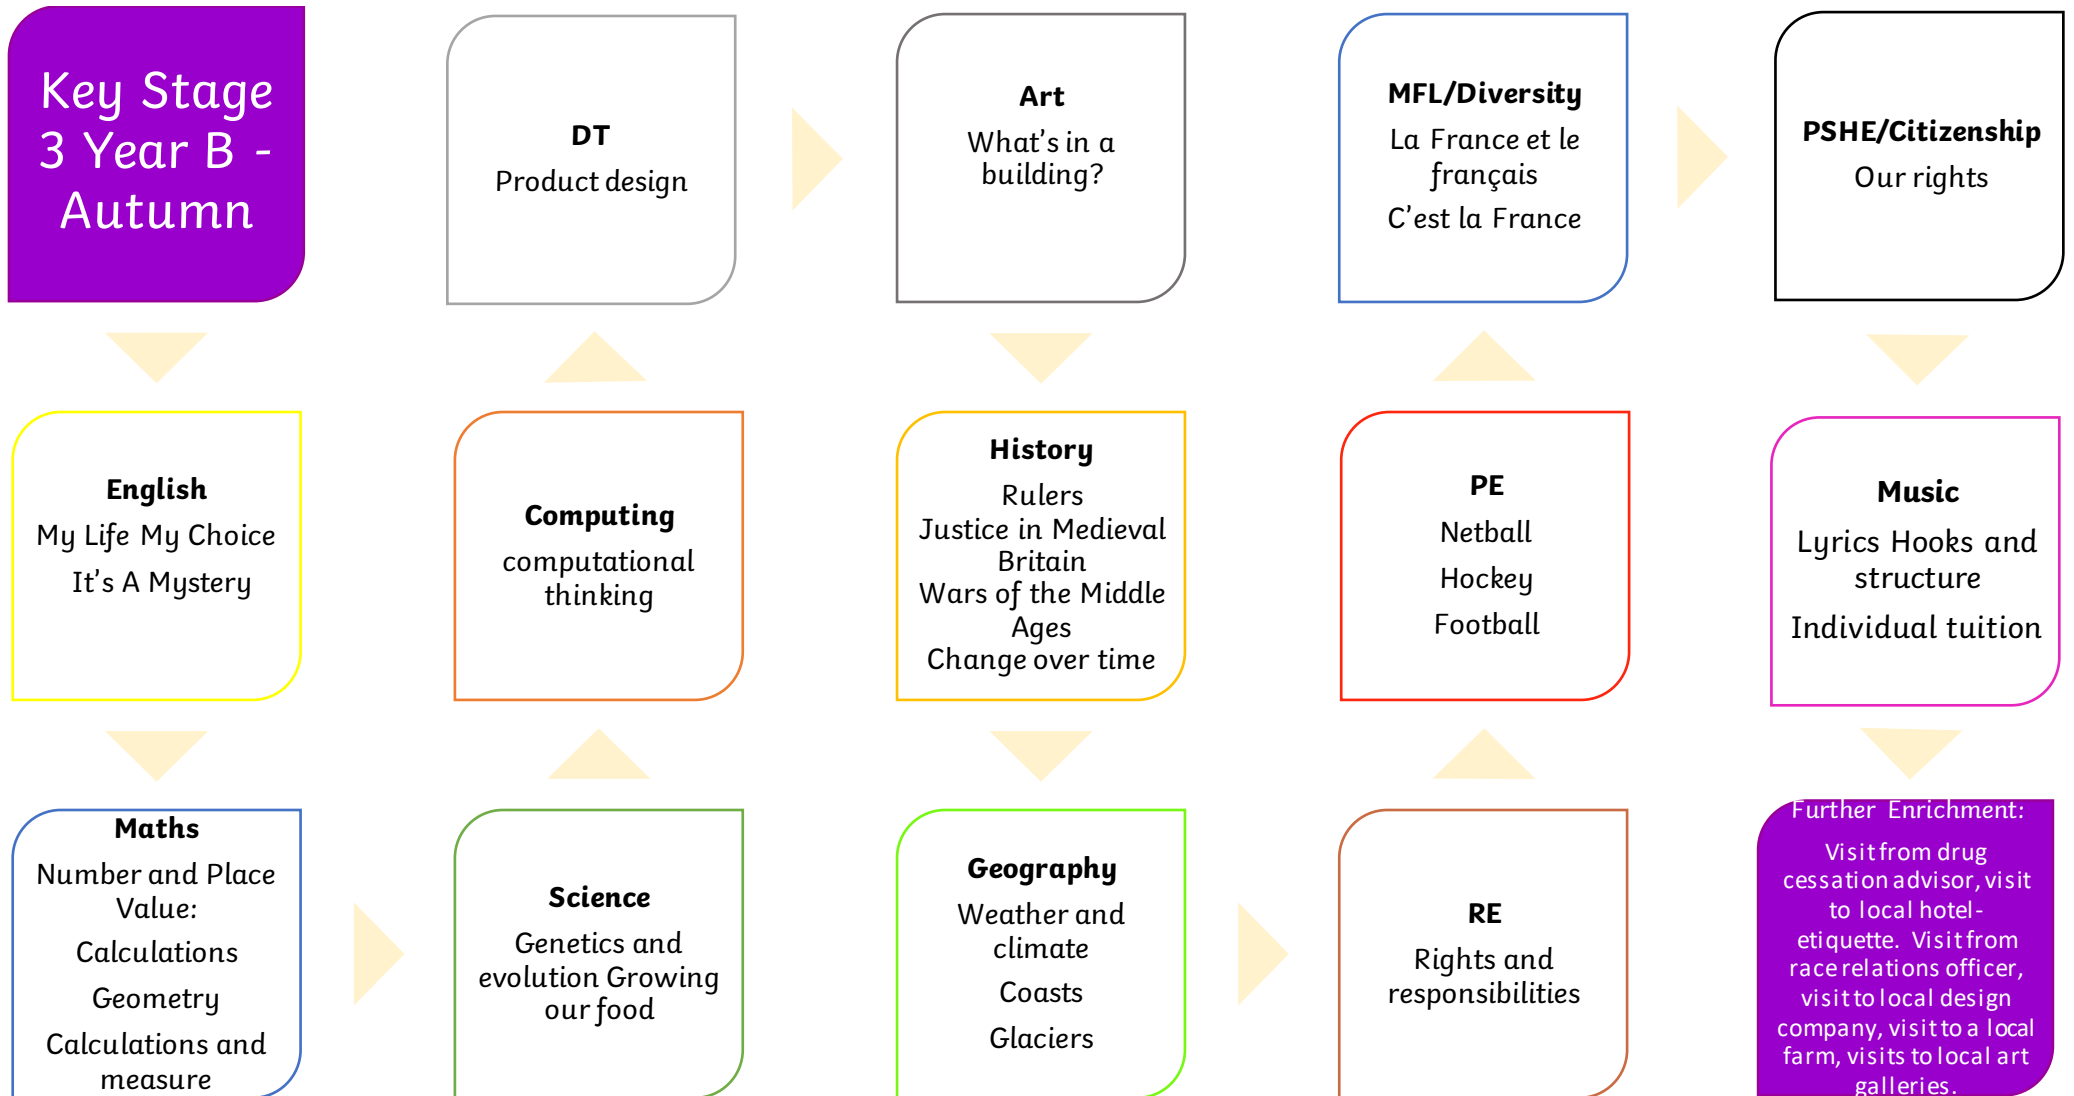 Key Stage
3 Year B -
Autumn
English
My Life My Choice
It's A Mystery
Maths
Number and Place
Value:
Calculations
Geometry
Calculations and
measure
Science
Genetics and
evolution Growing
our food
Computing
computational
thinking
DT
Product design
Art
What's in a
building?
History
Rulers
Justice in Medieval
Britain
Wars of the Middle
Ages
Change over time
Geography
Weather and
climate
Coasts
Glaciers
RE
Rights and
responsibilities
PE
Netball
Hockey
Football
MFL/Diversity
La France et le
français
C'est la France
PSHE/Citizenship
Our rights
Music
Lyrics Hooks and
structure
Individual tuition
Further Enrichment:
Visit from drug
cessation advisor, visit
to local hotel-
etiquette. Visit from
race relations officer,
visit to local design
company, visit to a local
farm, visits to local art
galleries.